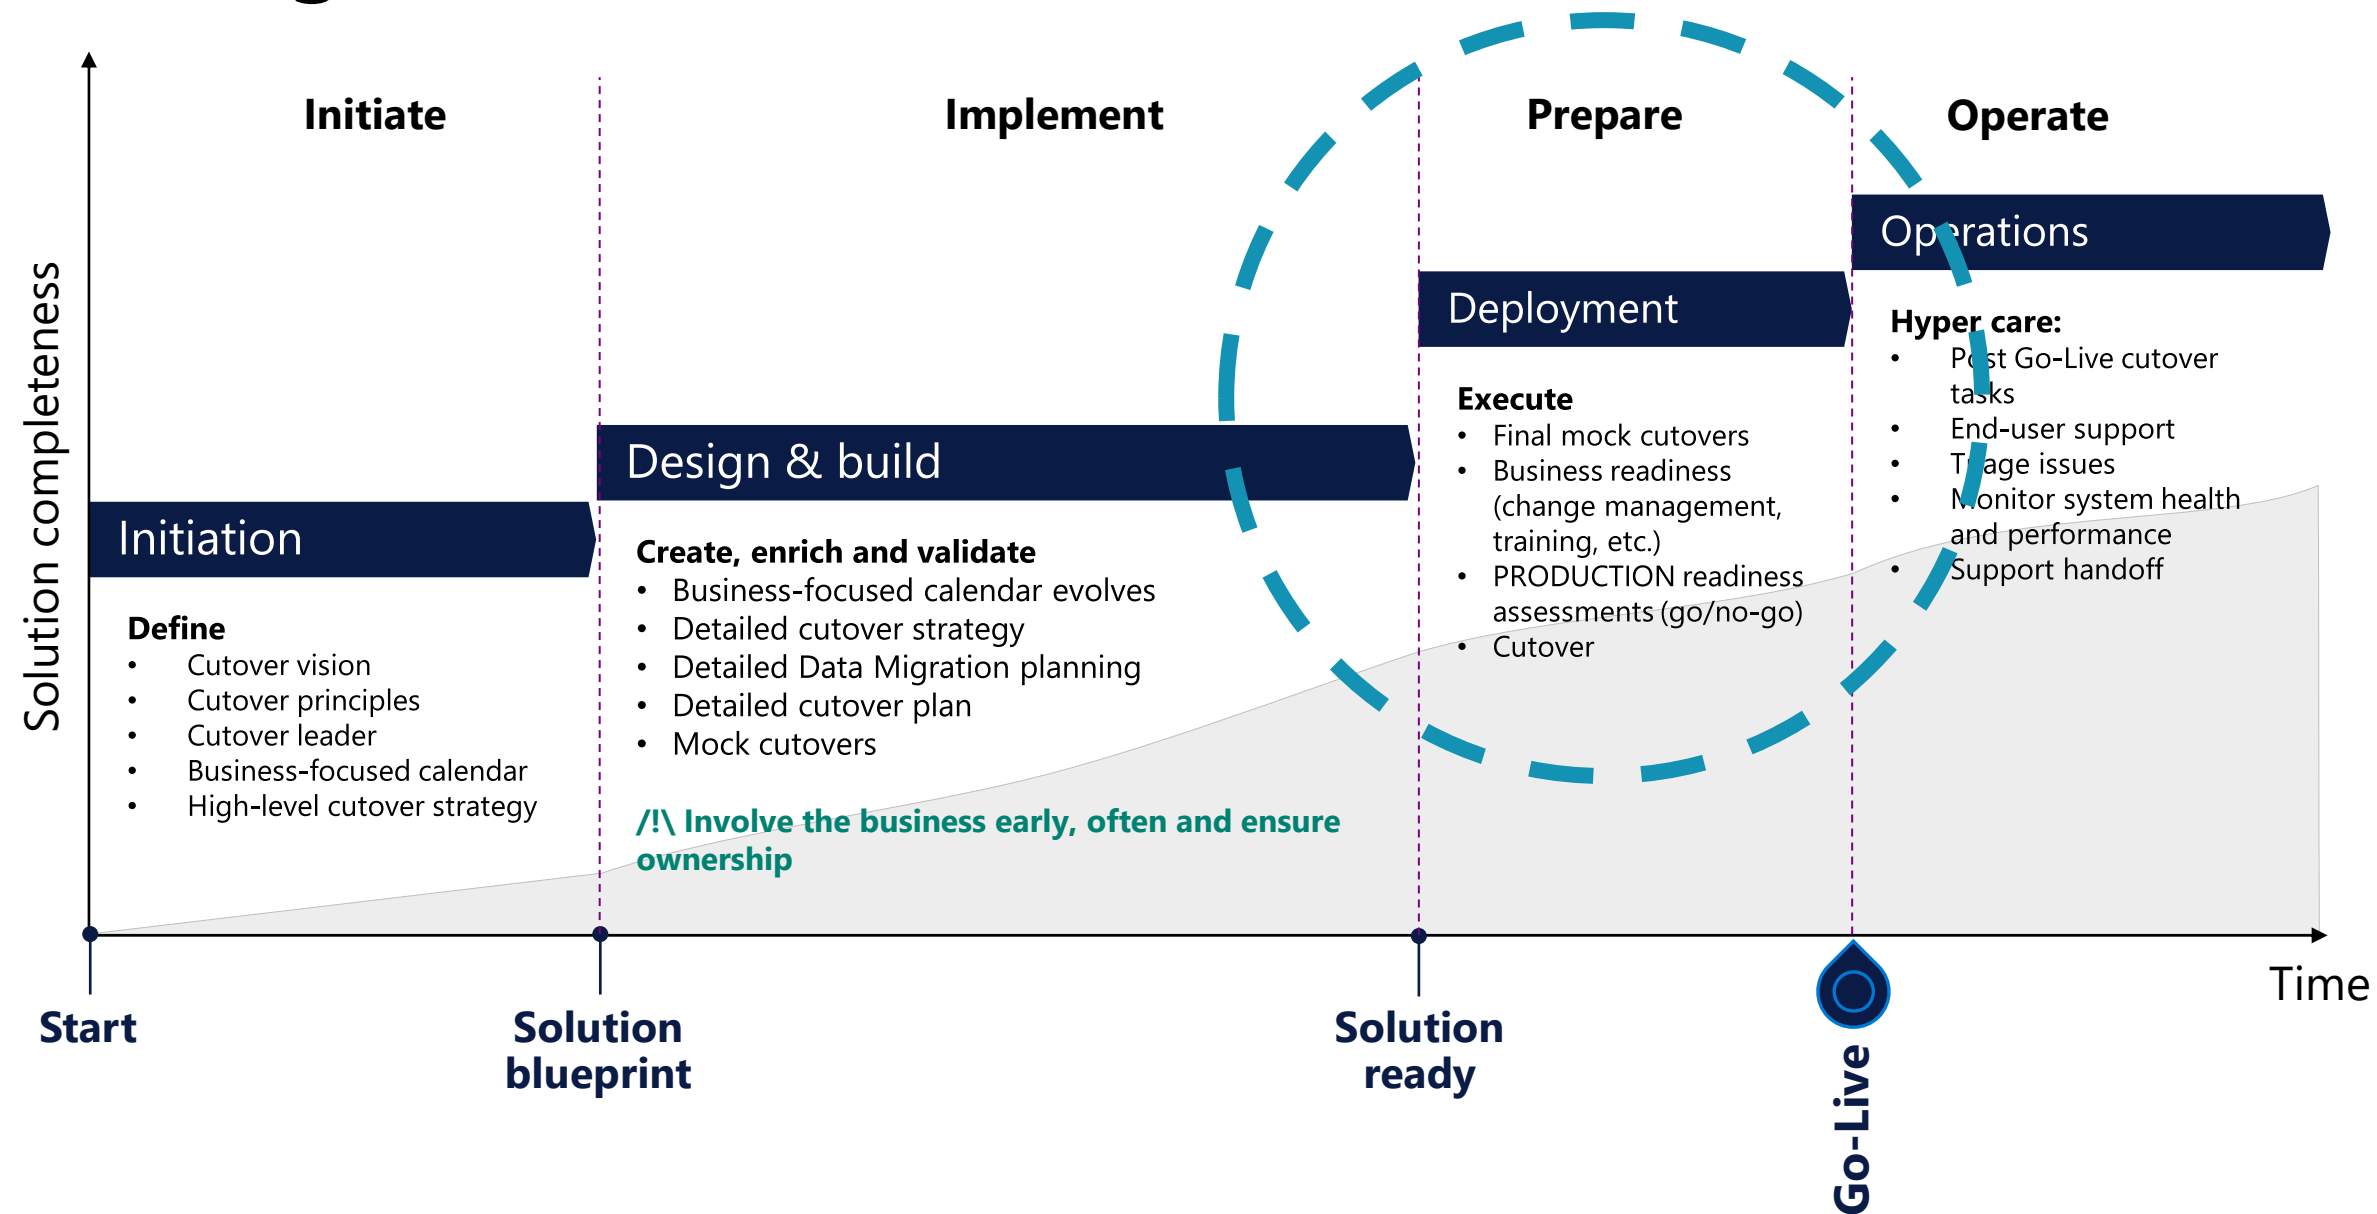 Initiate
Implement
Prepare
Operate
Solution completeness
Operations
Deployment
Design & build
Initiation
Define
• Cutover vision
• Cutover principles
• Cutover leader
• Business-focused calendar
• High-level cutover strategy
Create, enrich and validate
• Business-focused calendar evolves
• Detailed cutover strategy
• Detailed Data Migration planning
• Detailed cutover plan
• Mock cutovers
/!\ Involve the business early, often and ensure
ownership
Execute
• Final mock cutovers
• Business readiness
(change management,
training, etc.)
• PRODUCTION readiness
assessments (go/no-go)
• Cutover
Hyper care:
• Post Go-Live cutover
tasks
• End-user support
• Triage issues
• Monitor system health
and performance
• Support handoff
Time
Start
Solution
blueprint
Solution
ready
Go-Live